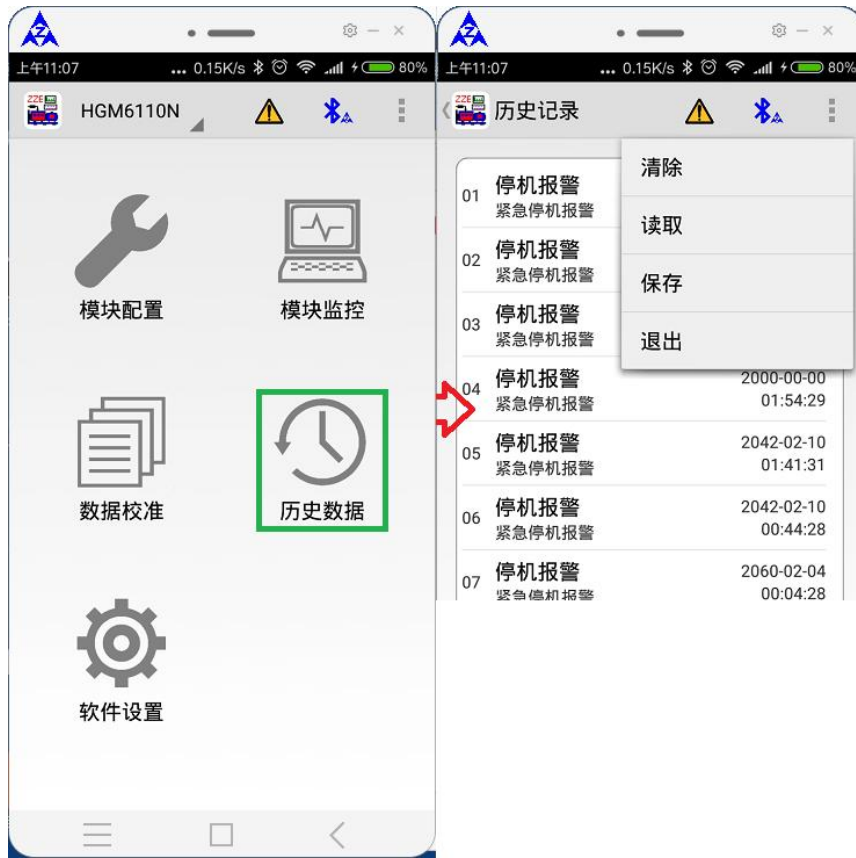 上午11:07 ... 0.15K/s 80%
HGM6110N
模块配置
模块监控
数据校准
历史数据
软件设置
上午11:07 ... 0.15K/s 80%
历史记录
清除
读取
保存
退出
01 停机报警
紧急停机报警
02 停机报警
紧急停机报警
03 停机报警
紧急停机报警
04 停机报警 2000-00-00
紧急停机报警 01:54:29
05 停机报警 2042-02-10
紧急停机报警 01:41:31
06 停机报警 2042-02-10
紧急停机报警 00:44:28
07 停机报警 2060-02-04
紧急停机报警 00:04:28